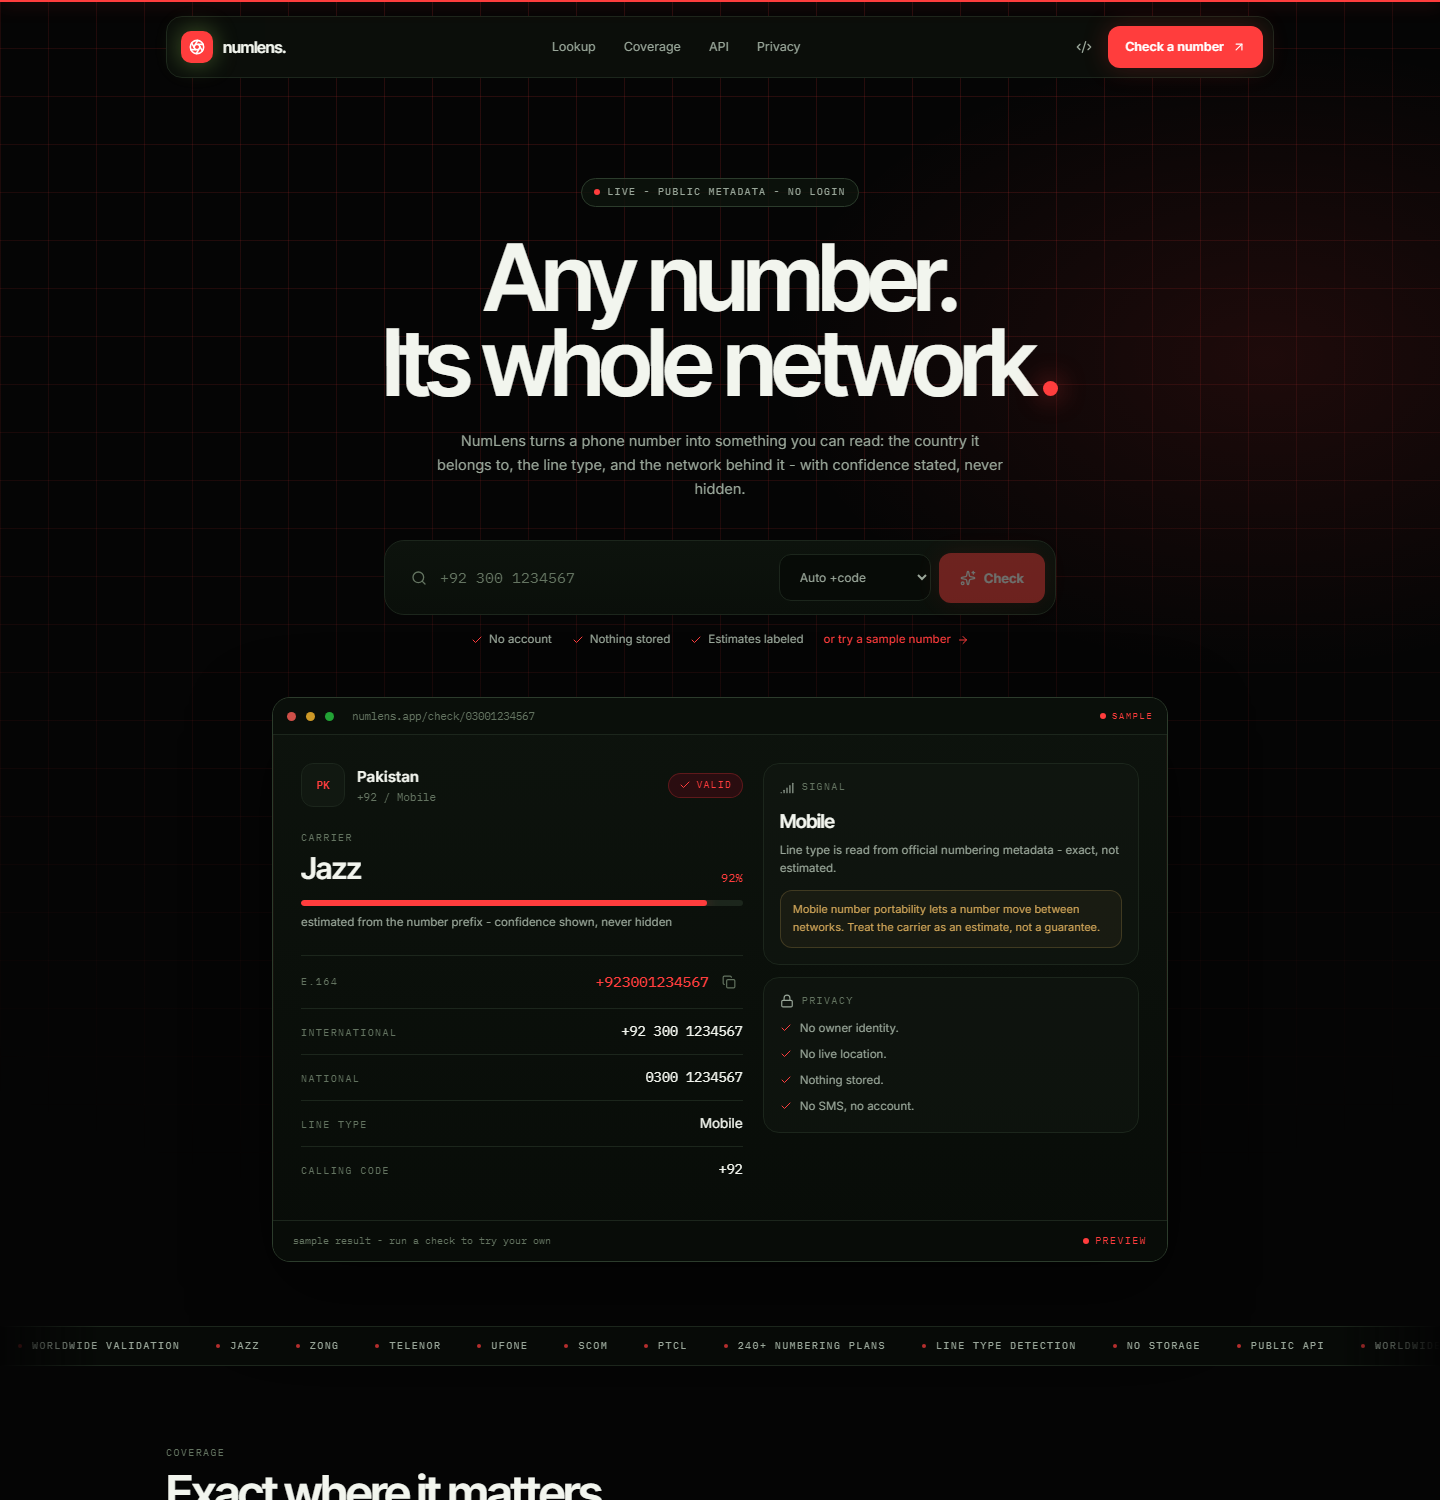 numlens.
Lookup
Coverage
API
Privacy
Check a number
LIVE - PUBLIC METADATA - NO LOGIN
Any number.
Its whole network.
NumLens turns a phone number into something you can read: the country it
belongs to, the line type, and the network behind it - with confidence stated, never
hidden.
+92 300 1234567
Auto +code
Check
No account
Nothing stored
Estimates labeled
or try a sample number →
numlens.app/check/03001234567
SAMPLE
PK
Pakistan
+92 / Mobile
VALID
CARRIER
Jazz
92%
estimated from the number prefix - confidence shown, never hidden
E.164
+923001234567
INTERNATIONAL
+92 300 1234567
NATIONAL
0300 1234567
LINE TYPE
Mobile
CALLING CODE
+92
SIGNAL
Mobile
Line type is read from official numbering metadata - exact, not
estimated.
Mobile number portability lets a number move between
networks. Treat the carrier as an estimate, not a guarantee.
PRIVACY
No owner identity.
No live location.
Nothing stored.
No SMS, no account.
sample result - run a check to try your own
PREVIEW
WORLDWIDE VALIDATION
JAZZ
ZONG
TELENOR
UFONE
SCOM
PTCL
240+ NUMBERING PLANS
LINE TYPE DETECTION
NO STORAGE
PUBLIC API
WORLDWID
COVERAGE
Exact where it matters